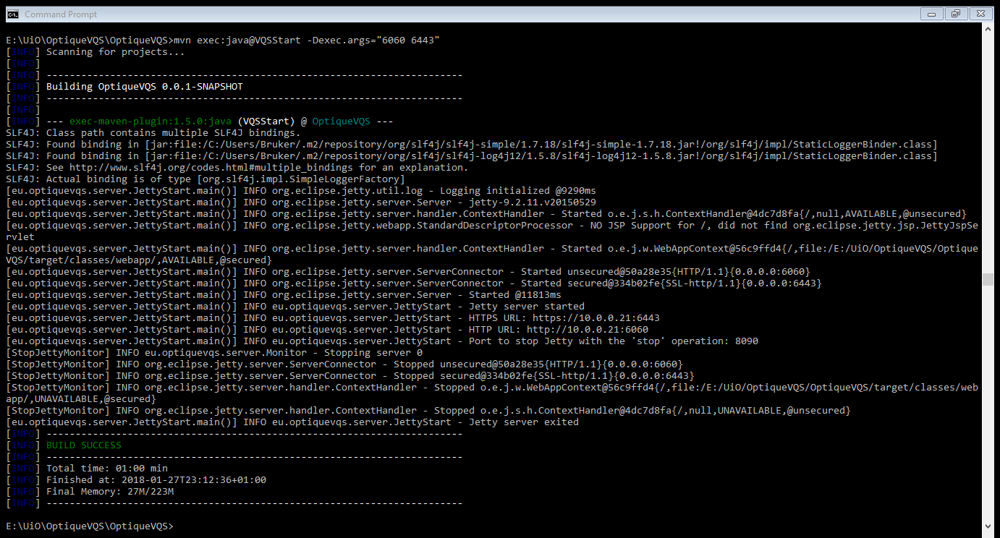 Command Prompt
E:\UiO\OptiqueVQS\OptiqueVQS>mvn exec:java@VQSStart -Dexec.args="6060 6443"
[INFO] Scanning for projects...
[INFO]
[INFO] ------------------------------------------------------------------------
[INFO] Building OptiqueVQS 0.0.1-SNAPSHOT
[INFO] ------------------------------------------------------------------------
[INFO]
[INFO] --- exec-maven-plugin:1.5.0:java (VQSStart) @ OptiqueVQS ---
SLF4J: Class path contains multiple SLF4J bindings.
SLF4J: Found binding in [jar:file:/C:/Users/Bruker/.m2/repository/org/slf4j/slf4j-simple/1.7.18/slf4j-simple-1.7.18.jar!/org/slf4j/impl/StaticLoggerBinder.class]
SLF4J: Found binding in [jar:file:/C:/Users/Bruker/.m2/repository/org/slf4j/slf4j-log4j12/1.5.8/slf4j-log4j12-1.5.8.jar!/org/slf4j/impl/StaticLoggerBinder.class]
SLF4J: See http://www.slf4j.org/codes.html#multiple_bindings for an explanation.
SLF4J: Actual binding is of type [org.slf4j.impl.SimpleLoggerFactory]
[eu.optiquevqs.server.JettyStart.main()] INFO org.eclipse.jetty.util.log - Logging initialized @9290ms
[eu.optiquevqs.server.JettyStart.main()] INFO org.eclipse.jetty.server.Server - jetty-9.2.11.v20150529
[eu.optiquevqs.server.JettyStart.main()] INFO org.eclipse.jetty.server.handler.ContextHandler - Started o.e.j.s.h.ContextHandler@4dc7d8fa{/,null,AVAILABLE,@unsecured}
[eu.optiquevqs.server.JettyStart.main()] INFO org.eclipse.jetty.webapp.StandardDescriptorProcessor - NO JSP Support for /, did not find org.eclipse.jetty.jsp.JettyJspSe
rvlet
[eu.optiquevqs.server.JettyStart.main()] INFO org.eclipse.jetty.server.handler.ContextHandler - Started o.e.j.w.WebAppContext@56c9ffd4{/,file:/E:/UiO/OptiqueVQS/Optique
VQS/target/classes/webapp/,AVAILABLE,@secured}
[eu.optiquevqs.server.JettyStart.main()] INFO org.eclipse.jetty.server.ServerConnector - Started unsecured@50a28e35{HTTP/1.1}{0.0.0.0:6060}
[eu.optiquevqs.server.JettyStart.main()] INFO org.eclipse.jetty.server.ServerConnector - Started secured@334b02fe{SSL-http/1.1}{0.0.0.0:6443}
[eu.optiquevqs.server.JettyStart.main()] INFO org.eclipse.jetty.server.Server - Started @11813ms
[eu.optiquevqs.server.JettyStart.main()] INFO eu.optiquevqs.server.JettyStart - Jetty server started
[eu.optiquevqs.server.JettyStart.main()] INFO eu.optiquevqs.server.JettyStart - HTTPS URL: https://10.0.0.21:6443
[eu.optiquevqs.server.JettyStart.main()] INFO eu.optiquevqs.server.JettyStart - HTTP URL: http://10.0.0.21:6060
[eu.optiquevqs.server.JettyStart.main()] INFO eu.optiquevqs.server.JettyStart - Port to stop Jetty with the 'stop' operation: 8090
[StopJettyMonitor] INFO eu.optiquevqs.server.Monitor - Stopping server 0
[StopJettyMonitor] INFO org.eclipse.jetty.server.ServerConnector - Stopped unsecured@50a28e35{HTTP/1.1}{0.0.0.0:6060}
[StopJettyMonitor] INFO org.eclipse.jetty.server.ServerConnector - Stopped secured@334b02fe{SSL-http/1.1}{0.0.0.0:6443}
[StopJettyMonitor] INFO org.eclipse.jetty.server.handler.ContextHandler - Stopped o.e.j.w.WebAppContext@56c9ffd4{/,file:/E:/UiO/OptiqueVQS/OptiqueVQS/target/classes/web
app/,UNAVAILABLE,@secured}
[StopJettyMonitor] INFO org.eclipse.jetty.server.handler.ContextHandler - Stopped o.e.j.s.h.ContextHandler@4dc7d8fa{/,null,UNAVAILABLE,@unsecured}
[eu.optiquevqs.server.JettyStart.main()] INFO eu.optiquevqs.server.JettyStart - Jetty server exited
[INFO] ------------------------------------------------------------------------
[INFO] BUILD SUCCESS
[INFO] ------------------------------------------------------------------------
[INFO] Total time: 01:00 min
[INFO] Finished at: 2018-01-27T23:12:36+01:00
[INFO] Final Memory: 27M/223M
[INFO] ------------------------------------------------------------------------
E:\UiO\OptiqueVQS\OptiqueVQS>